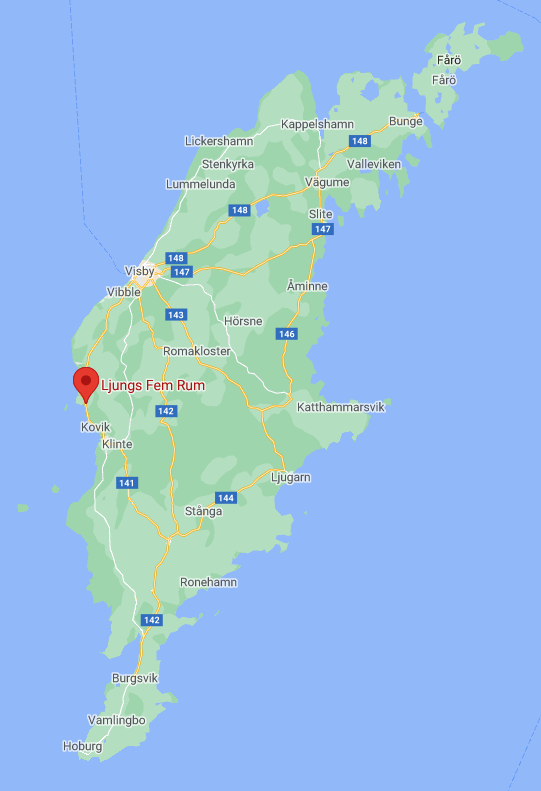 Fårö
Fårö
Bunge
Kappelshamn
Lickershamn
148
Stenkyrka
Valleviken
Lummelunda
Vägume
148
Slite
147
148
Visby
147
Åminne
Vibble
143
Hörsne
146
Romakloster
Ljungs Fem Rum
142
Katthammarsvik
Kovik
Klinte
Ljugarn
141
144
Stånga
Ronehamn
142
Burgsvik
Vamlingbo
Hoburg